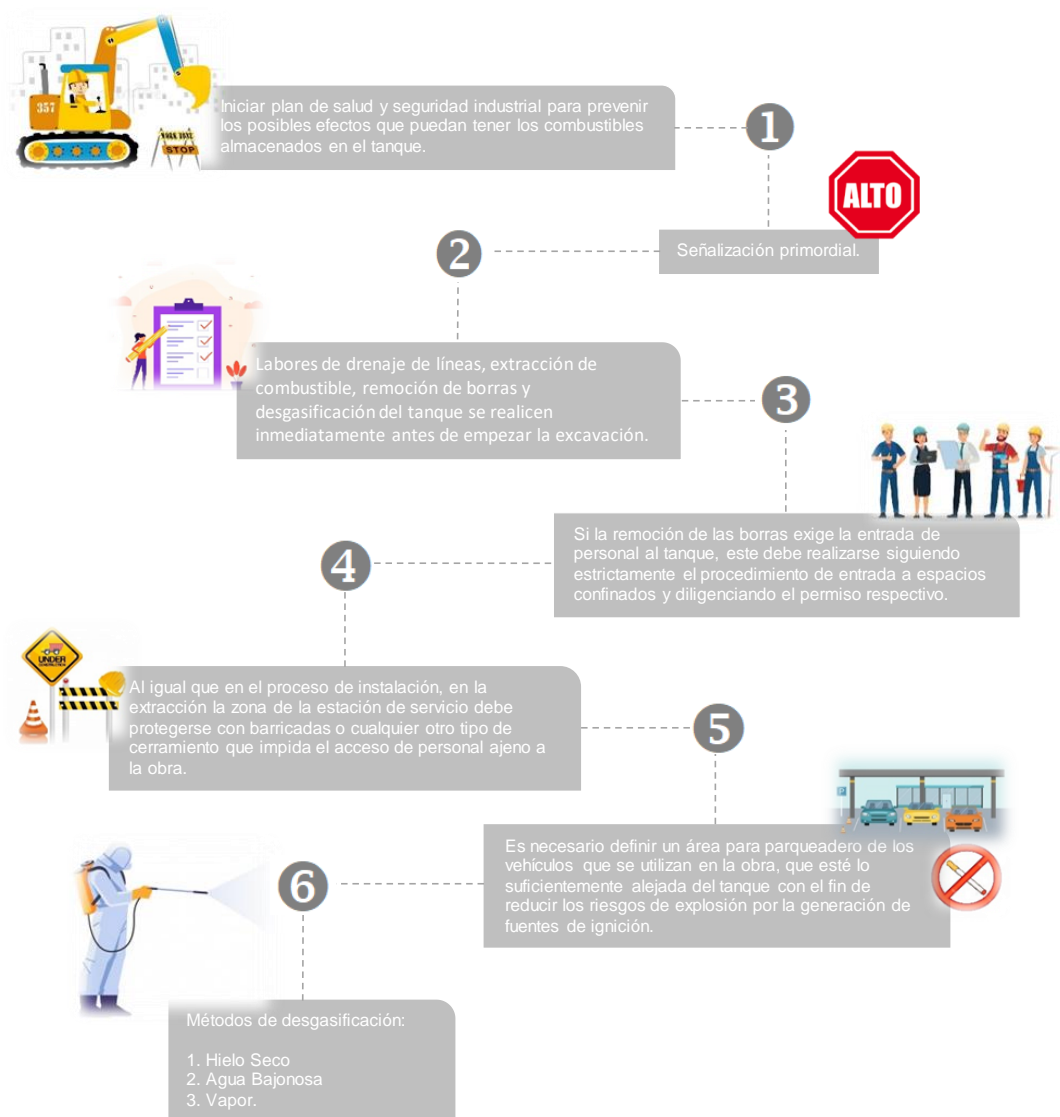 357
WORK ZONE
STOP
Iniciar plan de salud y seguridad industrial para prevenir
los posibles efectos que puedan tener los combustibles
almacenados en el tanque.
1
ALTO
Señalización primordial.
2
Labores de drenaje de líneas, extracción de
combustible, remoción de borras y
desgasificación del tanque se realicen
inmediatamente antes de empezar la excavación.
3
Si la remoción de las borras exige la entrada de
personal al tanque, este debe realizarse siguiendo
estrictamente el procedimiento de entrada a espacios
confinados y diligenciando el permiso respectivo.
4
UNDER
CONSTRUCTION
Al igual que en el proceso de instalación, en la
extracción la zona de la estación de servicio debe
protegerse con barricadas o cualquier otro tipo de
cerramiento que impida el acceso de personal ajeno a
la obra.
5
P
Es necesario definir un área para parqueadero de los
vehículos que se utilizan en la obra, que esté lo
suficientemente alejada del tanque con el fin de
reducir los riesgos de explosión por la generación de
fuentes de ignición.
6
Métodos de desgasificación:
1. Hielo Seco
2. Agua Bajonosa
3. Vapor.